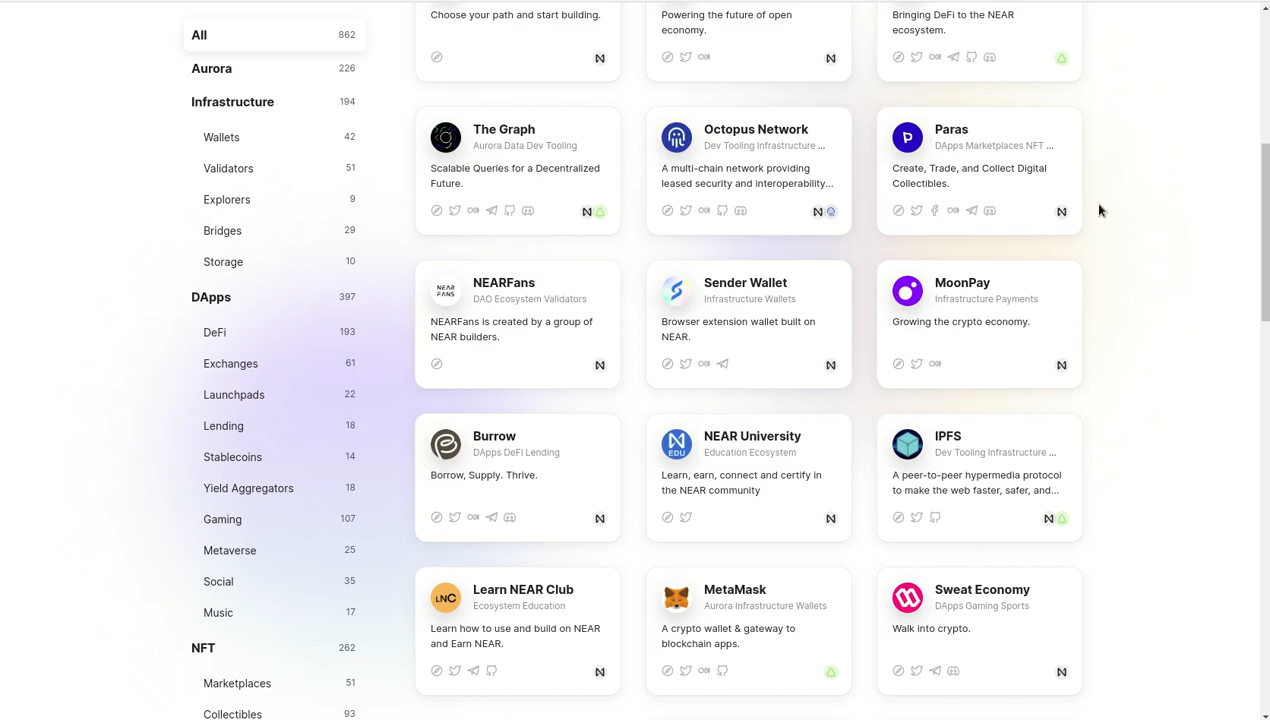 All 862
Aurora 226
Infrastructure 194
Wallets 42
Validators 51
Explorers 9
Bridges 29
Storage 10
DApps 397
DeFi 193
Exchanges 61
Launchpads 22
Lending 18
Stablecoins 14
Yield Aggregators 18
Gaming 107
Metaverse 25
Social 35
Music 17
NFT 262
Marketplaces 51
Collectibles 93
Choose your path and start building.
Powering the future of open
economy.
Bringing DeFi to the NEAR
ecosystem.
The Graph
Aurora Data Dev Tooling
Scalable Queries for a Decentralized
Future.
Octopus Network
Dev Tooling Infrastructure ...
A multi-chain network providing
leased security and interoperability...
P
Paras
DApps Marketplaces NFT ...
Create, Trade, and Collect Digital
Collectibles.
NEAR
FANS
NEARFans
DAO Ecosystem Validators
NEARFans is created by a group of
NEAR builders.
Sender Wallet
Infrastructure Wallets
Browser extension wallet built on
NEAR.
MoonPay
Infrastructure Payments
Growing the crypto economy.
Burrow
DApps DeFi Lending
Borrow, Supply. Thrive.
EDU
NEAR University
Education Ecosystem
Learn, earn, connect and certify in
the NEAR community
IPFS
Dev Tooling Infrastructure ...
A peer-to-peer hypermedia protocol
to make the web faster, safer, and...
LNC
Learn NEAR Club
Ecosystem Education
Learn how to use and build on NEAR
and Earn NEAR.
MetaMask
Aurora Infrastructure Wallets
A crypto wallet & gateway to
blockchain apps.
Sweat Economy
DApps Gaming Sports
Walk into crypto.